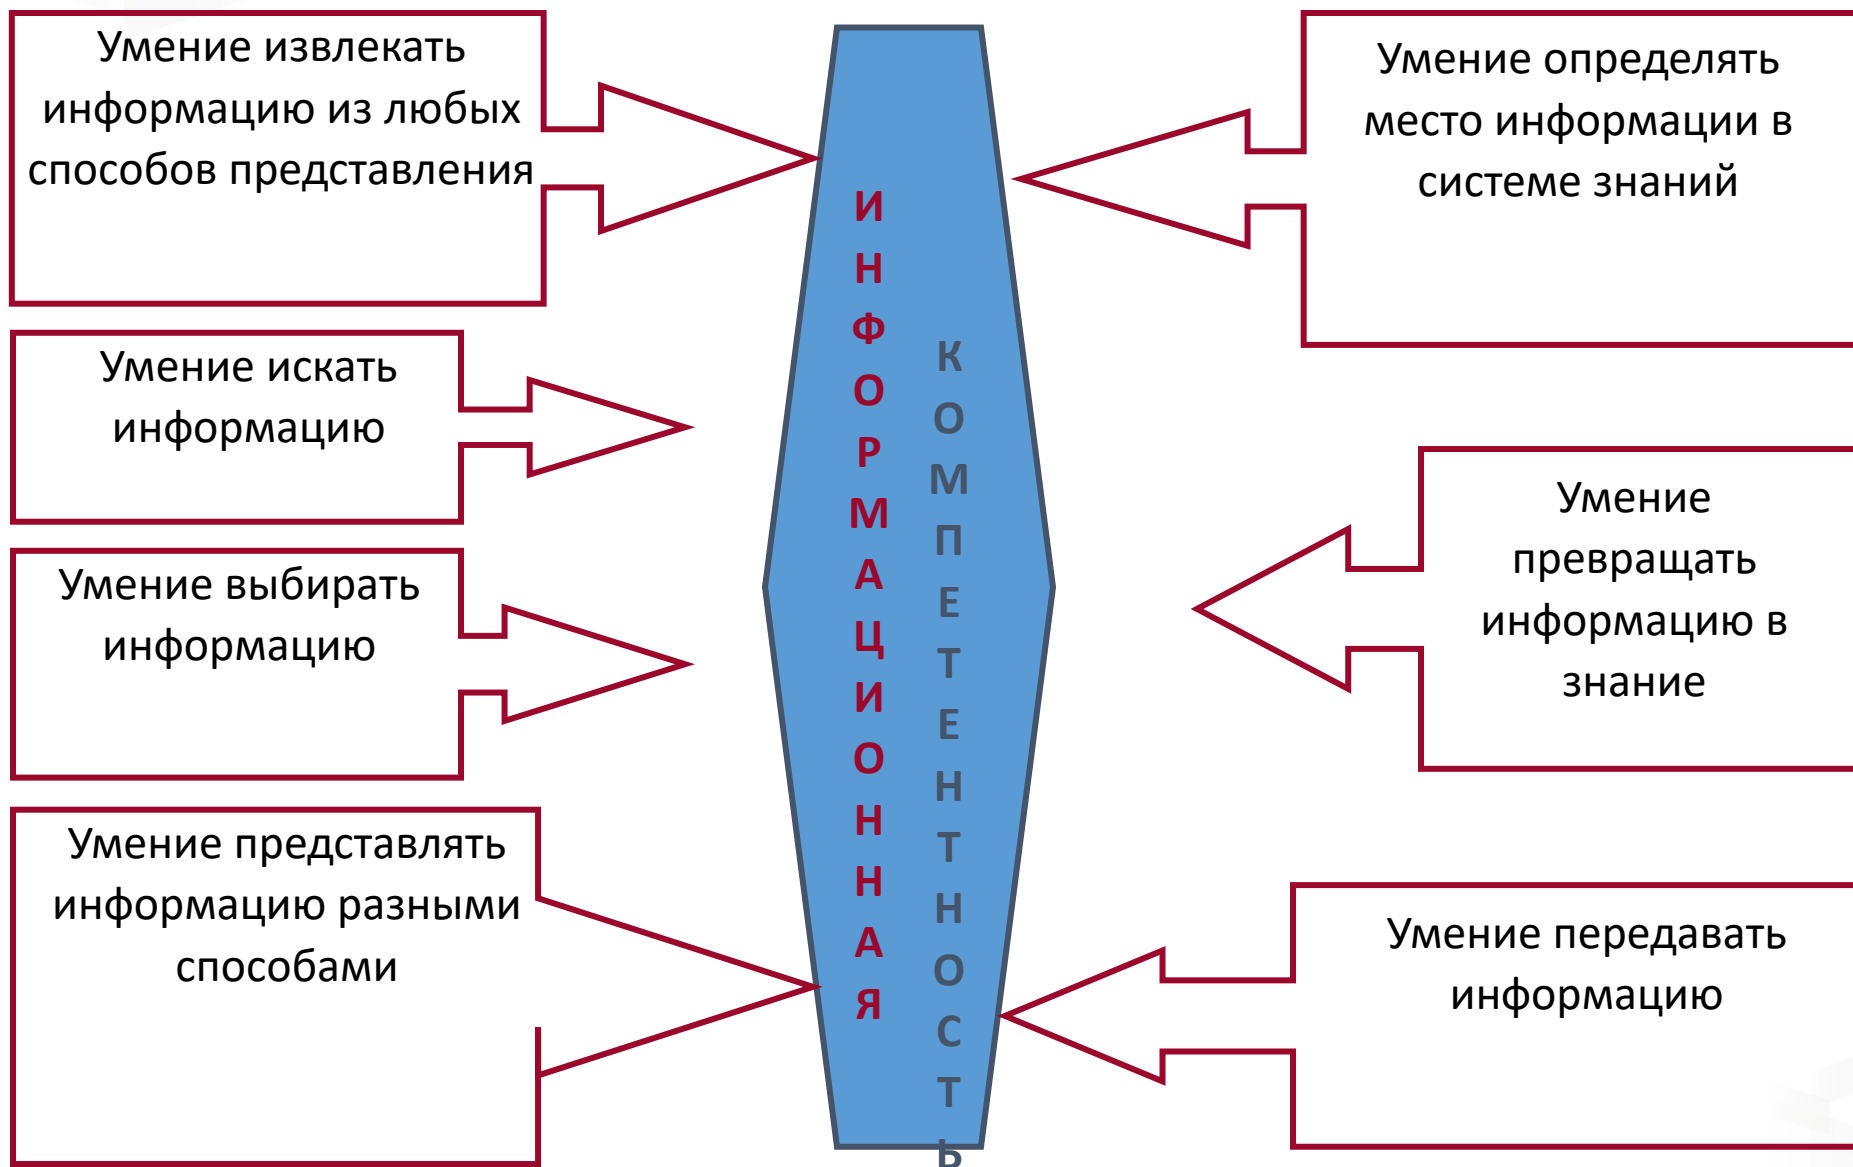 Умение извлекать
информацию из любых
способов представления
Умение искать
информацию
Умение выбирать
информацию
Умение представлять
информацию разными
способами
ИНФОРМАЦИОННАЯ
КОМПЕТЕНТНОСТЬ
Умение определять
место информации в
системе знаний
Умение
превращать
информацию в
знание
Умение передавать
информацию